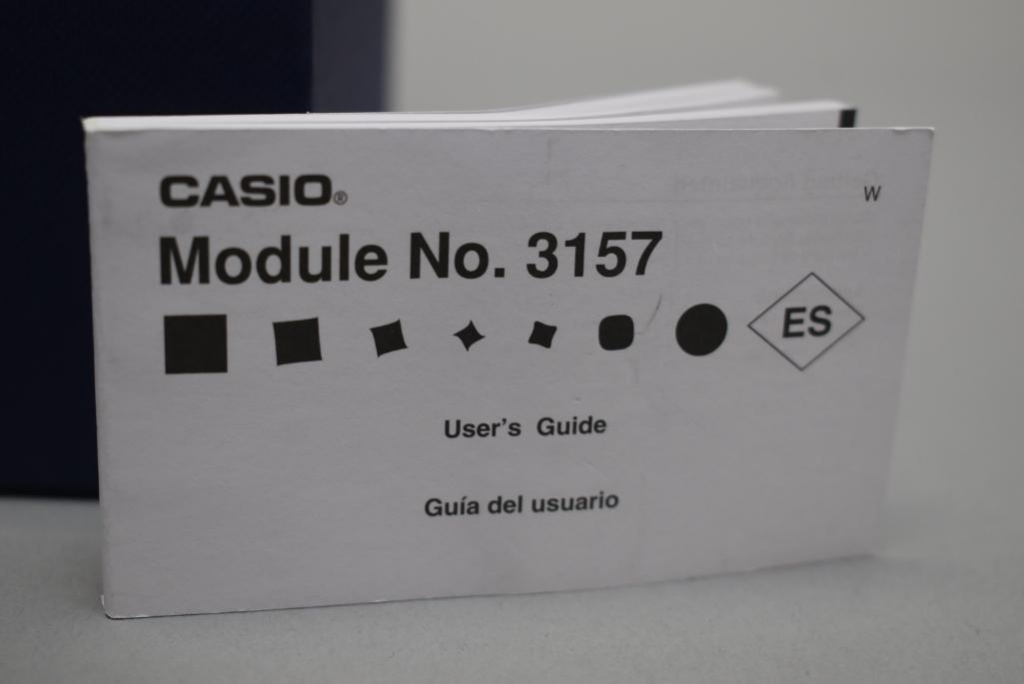 CASIO®
W
Module No. 3157
ES
User's Guide
Guía del usuario